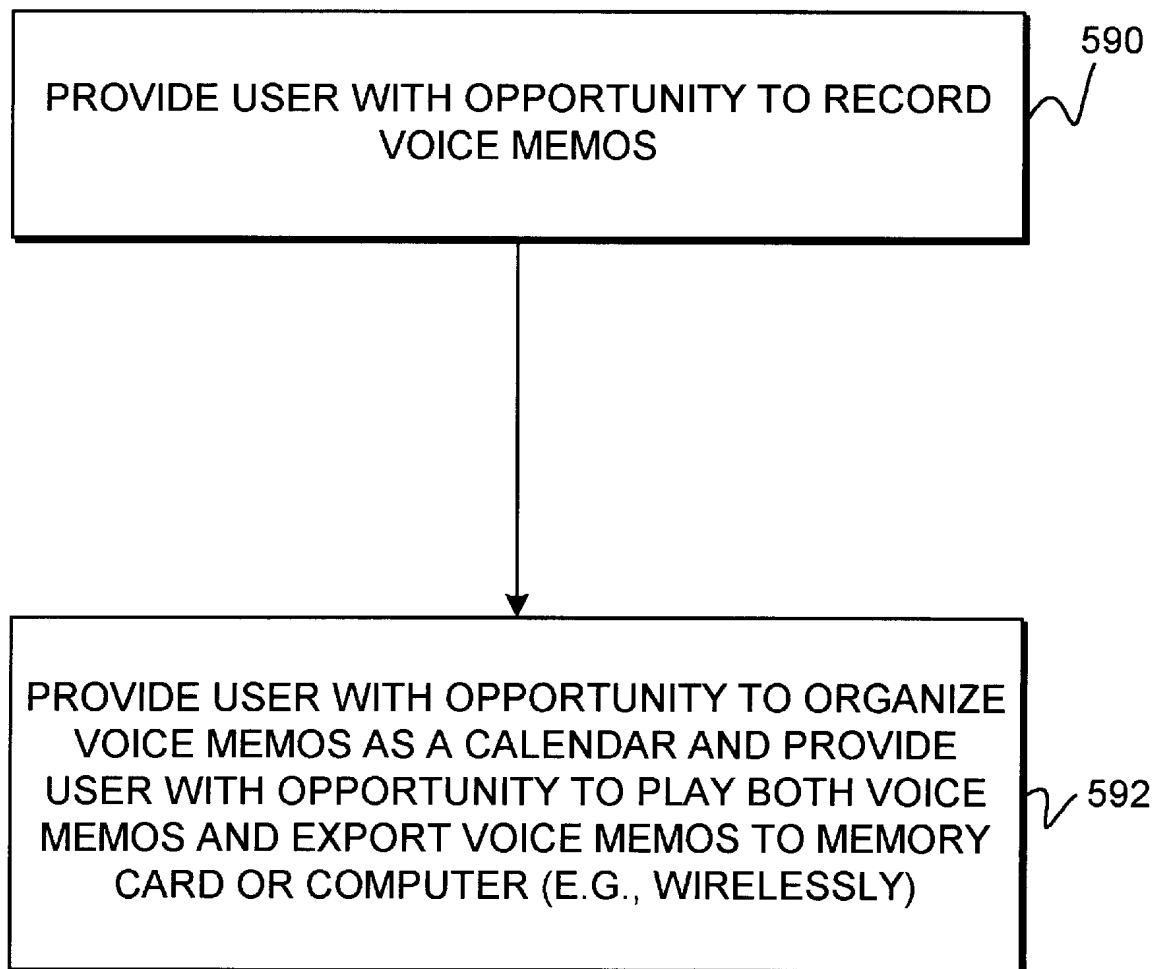 590
PROVIDE USER WITH OPPORTUNITY TO RECORD
VOICE MEMOS
PROVIDE USER WITH OPPORTUNITY TO ORGANIZE
VOICE MEMOS AS A CALENDAR AND PROVIDE
USER WITH OPPORTUNITY TO PLAY BOTH VOICE
MEMOS AND EXPORT VOICE MEMOS TO MEMORY
CARD OR COMPUTER (E.G., WIRELESSLY)
592